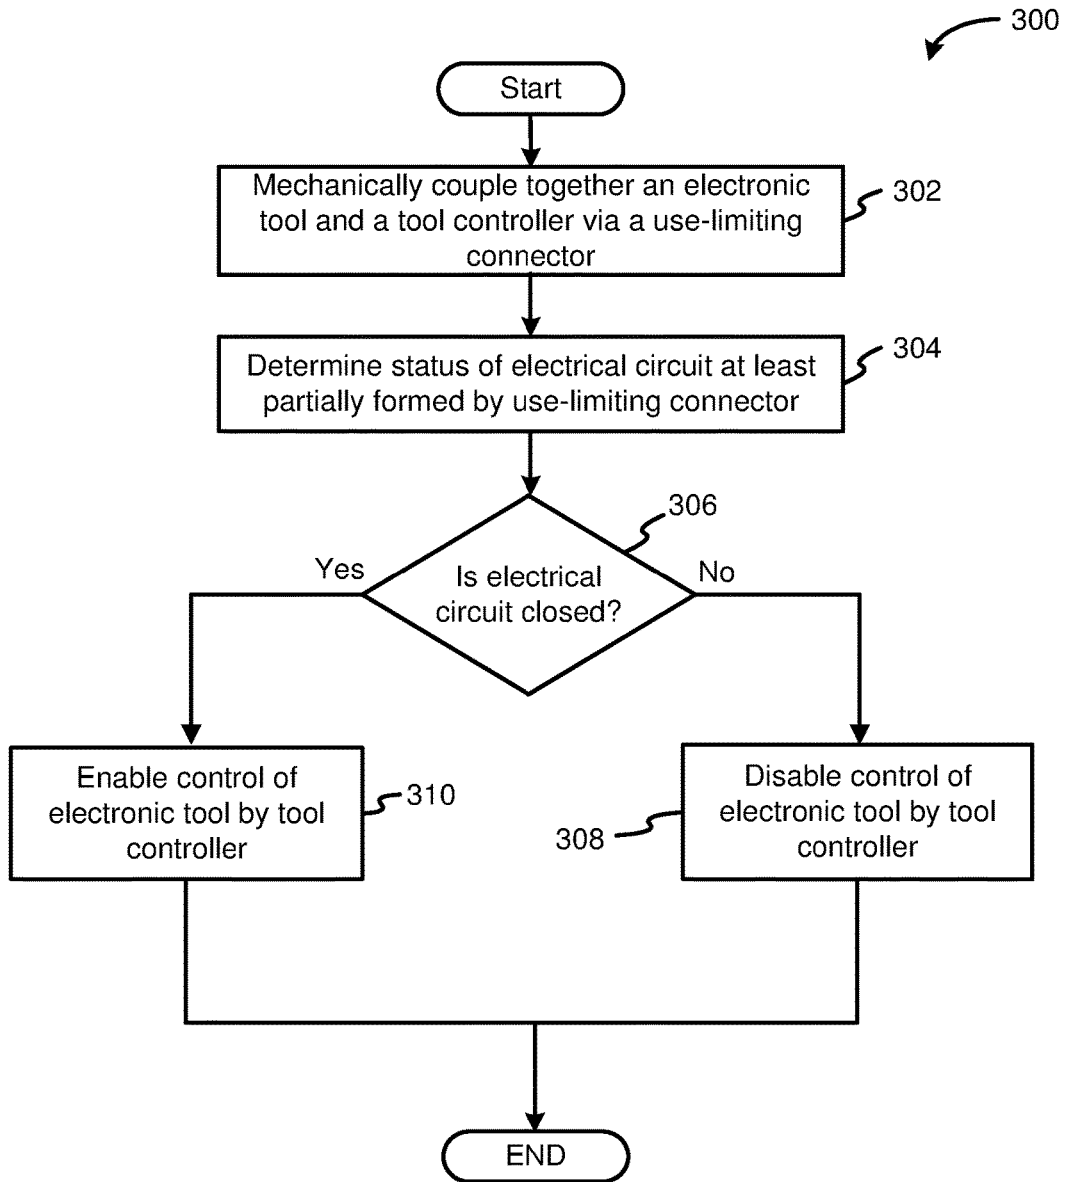 300
Start
Mechanically couple together an electronic
tool and a tool controller via a use-limiting
connector
302
Determine status of electrical circuit at least
partially formed by use-limiting connector
304
306
Yes
Is electrical
circuit closed?
No
Enable control of
electronic tool by tool
controller
310
Disable control of
electronic tool by tool
controller
308
END